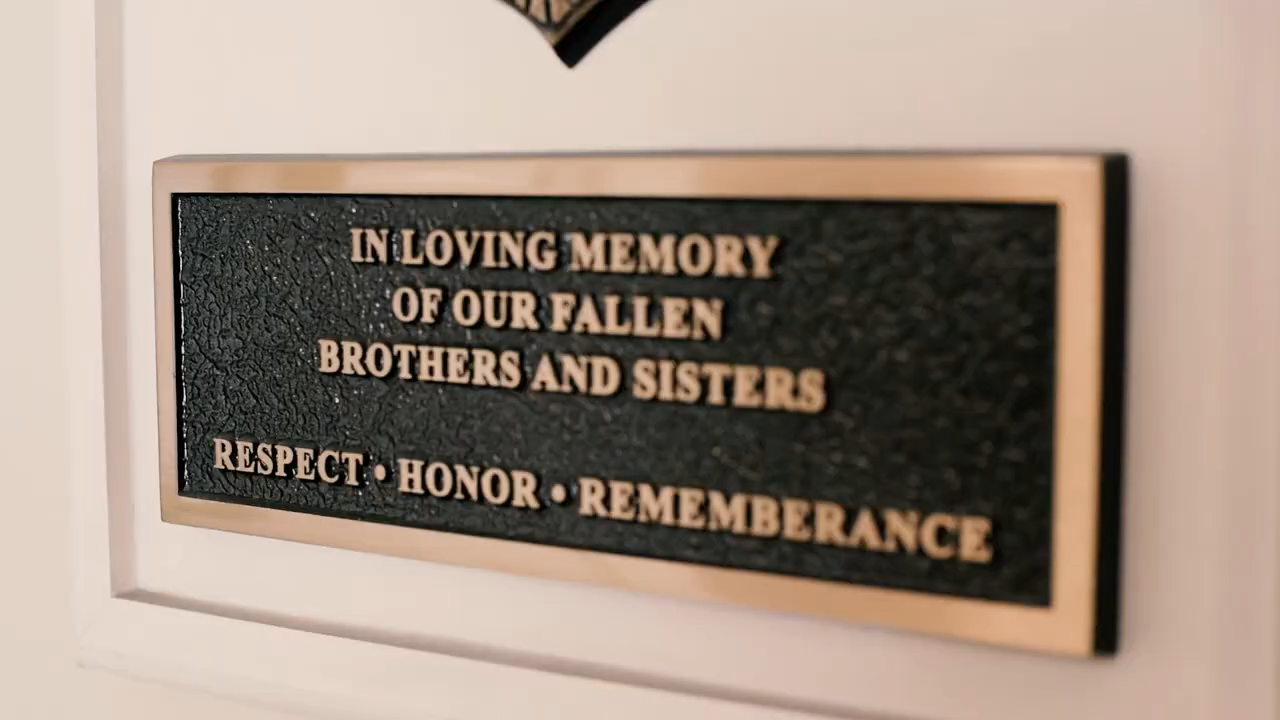 IN LOVING MEMORY
OF OUR FALLEN
BROTHERS AND SISTERS
RESPECT • HONOR • REMEMBERANCE